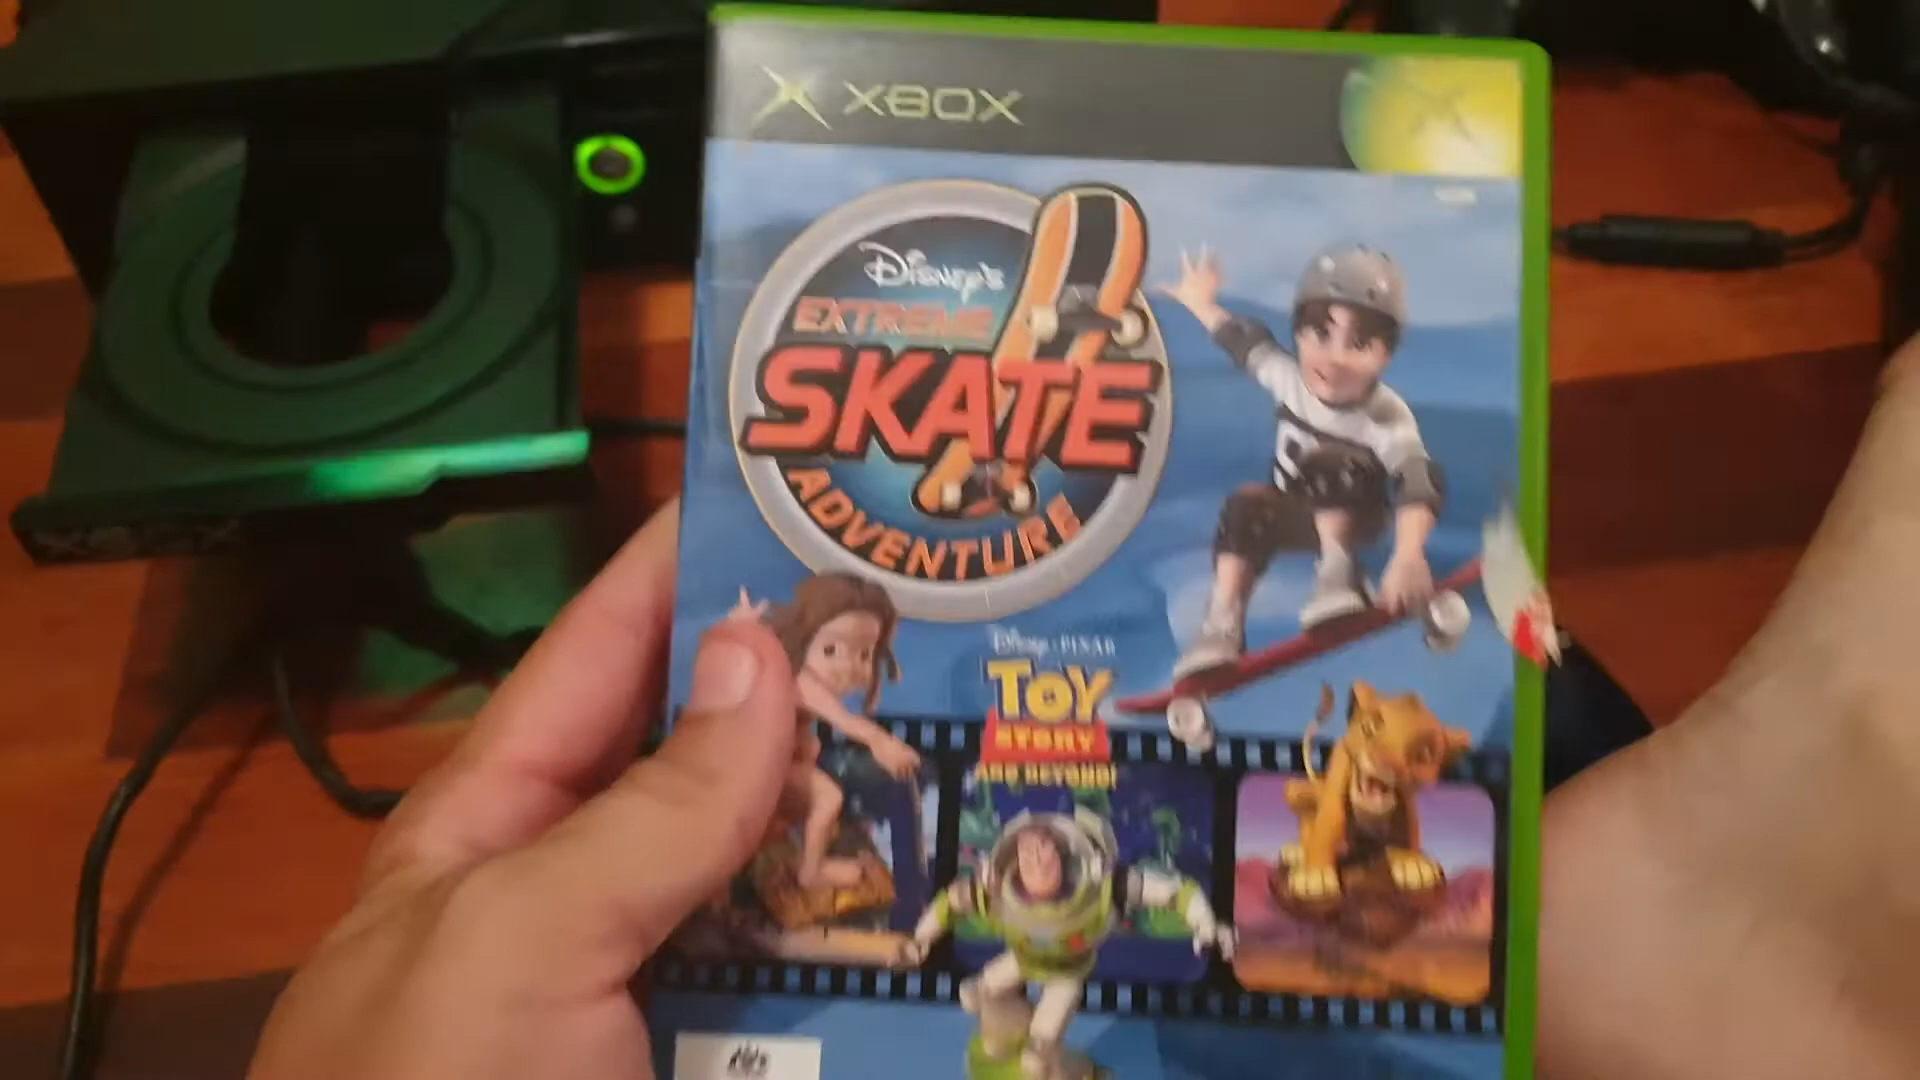 XBOX
Disney's
EXTREME
SKATE
ADVENTURE
Disney · PIXAR
TOY
STORY
AND BEYOND!